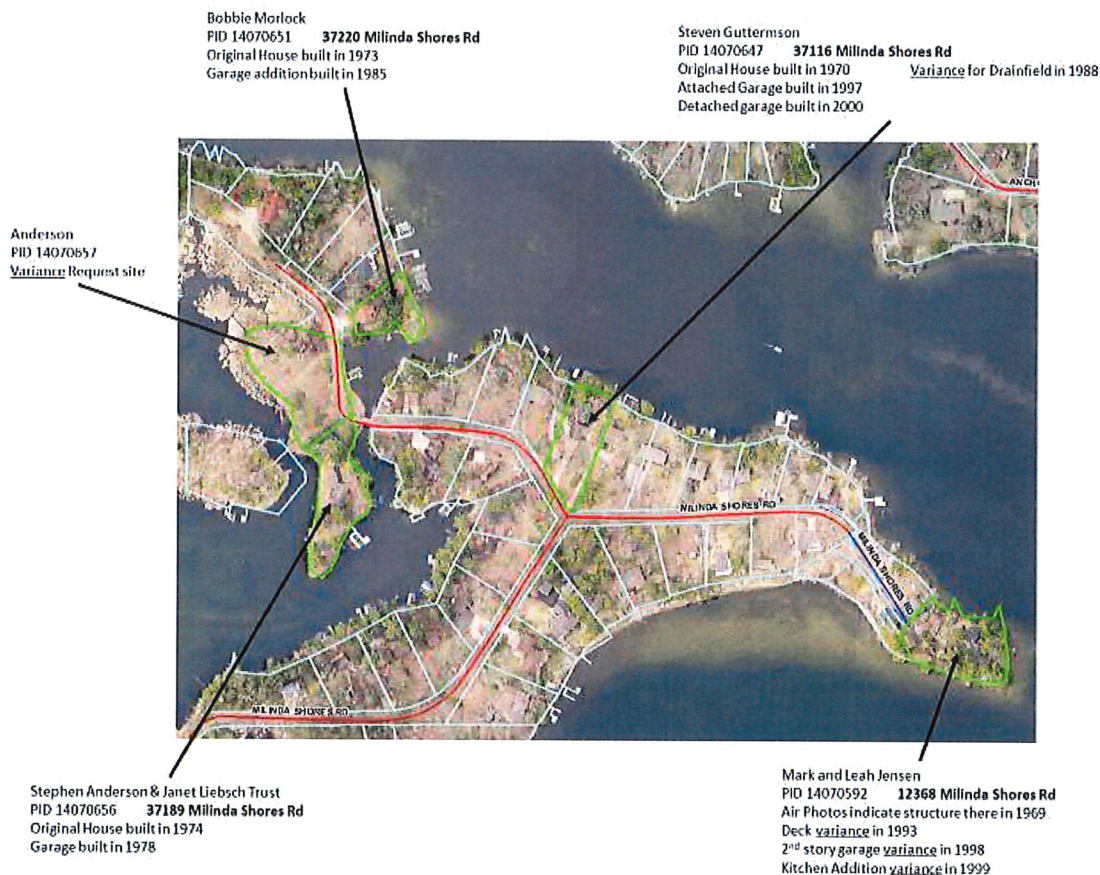 Bobbie Morlock
PID 14070651 37220 Milinda Shores Rd
Original House built in 1973
Garage addition built in 1985
Steven Guttermson
PID 14070647 37116 Milinda Shores Rd
Original House built in 1970 Variance for Drainfield in 1988
Attached Garage built in 1997
Detached garage built in 2000
Anderson
PID 14070657
Variance Request site
ANCHO
MILINDA SHORES RD
MILINDA SHORES RD
MILINDA SHORES RD
Stephen Anderson & Janet Liebsch Trust
PID 14070656 37189 Milinda Shores Rd
Original House built in 1974
Garage built in 1978
Mark and Leah Jensen
PID 14070592 12368 Milinda Shores Rd
Air Photos indicate structure there in 1969
Deck variance in 1993
2nd story garage variance in 1998
Kitchen Addition variance in 1999